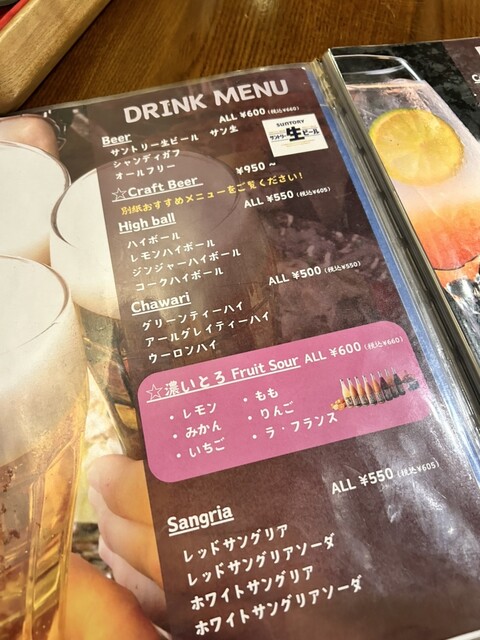 DRINK MENU
Beer ALL ¥600 (税込¥660)
サントリー生ビール サン生
シャンディガフ
オールフリー
SUNTORY
サントリー
生ビール
☆Craft Beer ¥950~
別紙おすすめメニューをご覧ください!
High ball ALL ¥550 (税込¥605)
ハイボール
レモンハイボール
ジンジャーハイボール
コークハイボール
Chawari ALL ¥500 (税込¥550)
グリーンティーハイ
アールグレイティーハイ
ウーロンハイ
☆濃いとろ Fruit Sour ALL ¥600 (税込¥660)
・レモン ・もも
・みかん ・りんご
・いちご ・ラ・フランス
Sangria ALL ¥550 (税込¥605)
レッドサングリア
レッドサングリアソーダ
ホワイトサングリア
ホワイトサングリアソーダ